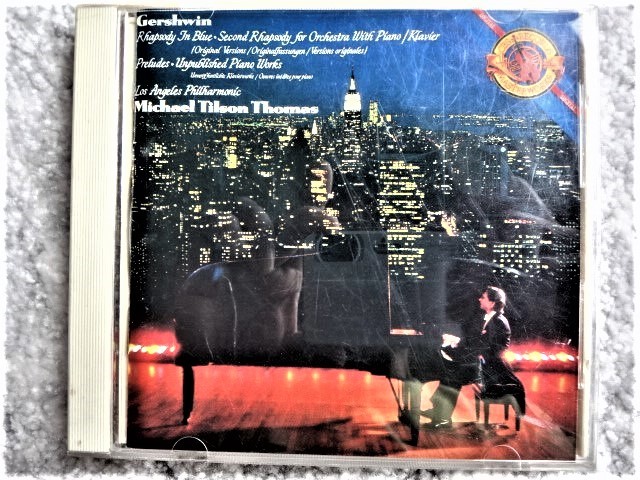 Gershwin
Rhapsody In Blue • Second Rhapsody for Orchestra With Piano / Klavier
(Original Versions / Originalfassungen / Versions originales)
Preludes • Unpublished Piano Works
Unveröffentlichte Klavierwerke / Oeuvres inédites pour piano
Los Angeles Philharmonic
Michael Tilson Thomas